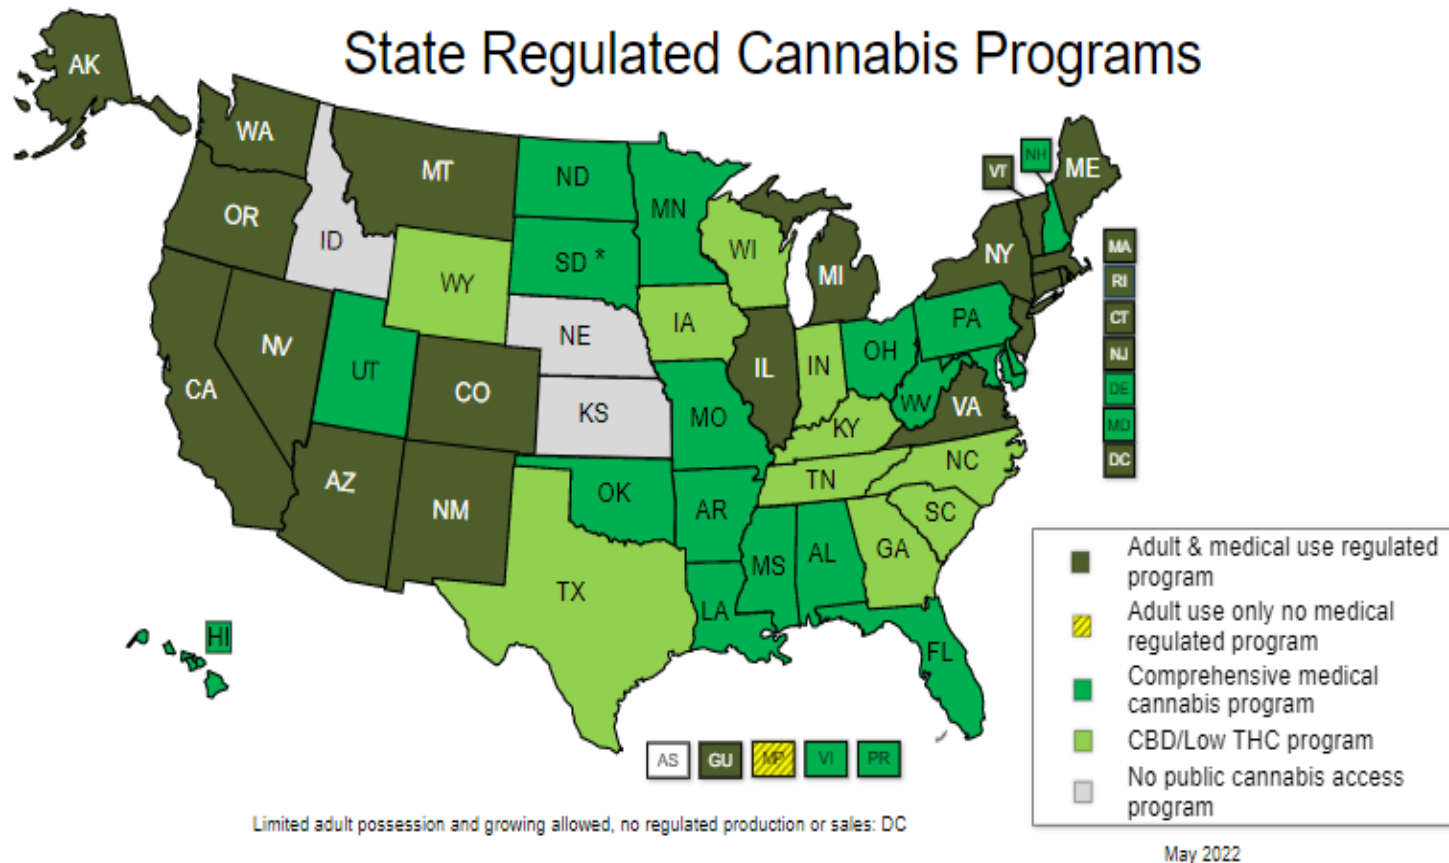 State Regulated Cannabis Programs
AK
WA
MT
ND
MN
VT
NH
ME
OR
ID
SD *
WI
MI
NY
MA
RI
CT
NJ
DE
MD
DC
WY
NE
IA
PA
NV
UT
CO
KS
IL
IN
OH
WV
VA
CA
MO
KY
AZ
NM
OK
AR
TN
NC
SC
TX
LA
MS
AL
GA
FL
HI
AS
GU
MP
VI
PR
Adult & medical use regulated
program
Adult use only no medical
regulated program
Comprehensive medical
cannabis program
CBD/Low THC program
No public cannabis access
program
Limited adult possession and growing allowed, no regulated production or sales: DC
May 2022